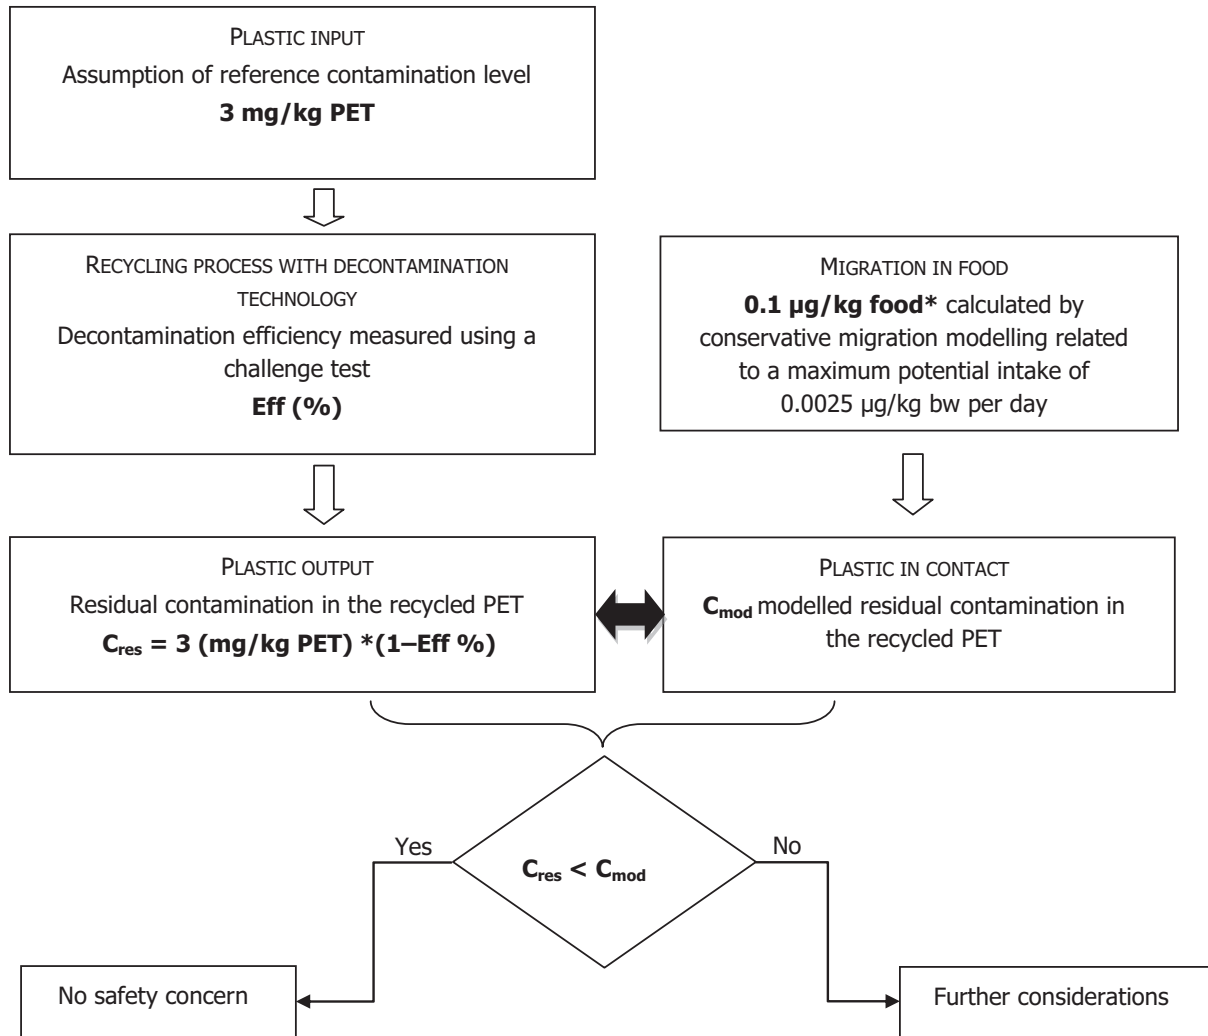 PLASTIC INPUT
Assumption of reference contamination level
3 mg/kg PET
RECYCLING PROCESS WITH DECONTAMINATION
TECHNOLOGY
Decontamination efficiency measured using a
challenge test
Eff (%)
MIGRATION IN FOOD
0.1 µg/kg food* calculated by
conservative migration modelling related
to a maximum potential intake of
0.0025 µg/kg bw per day
PLASTIC OUTPUT
Residual contamination in the recycled PET
Cres = 3 (mg/kg PET) *(1–Eff %)
PLASTIC IN CONTACT
Cmod modelled residual contamination in
the recycled PET
Yes
No
Cres < Cmod
No safety concern
Further considerations